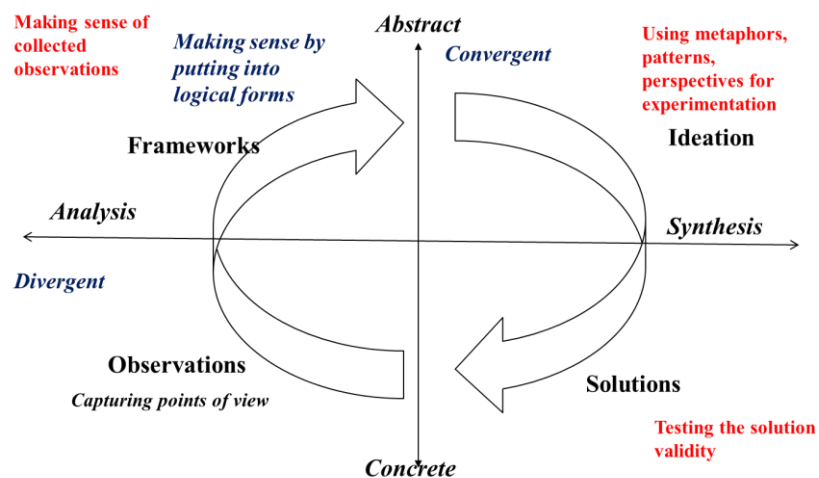 Abstract
Making sense of
collected
observations
Making sense by
putting into
logical forms
Convergent
Using metaphors,
patterns,
perspectives for
experimentation
Frameworks
Ideation
Analysis
Synthesis
Divergent
Observations
Capturing points of view
Solutions
Testing the solution
validity
Concrete